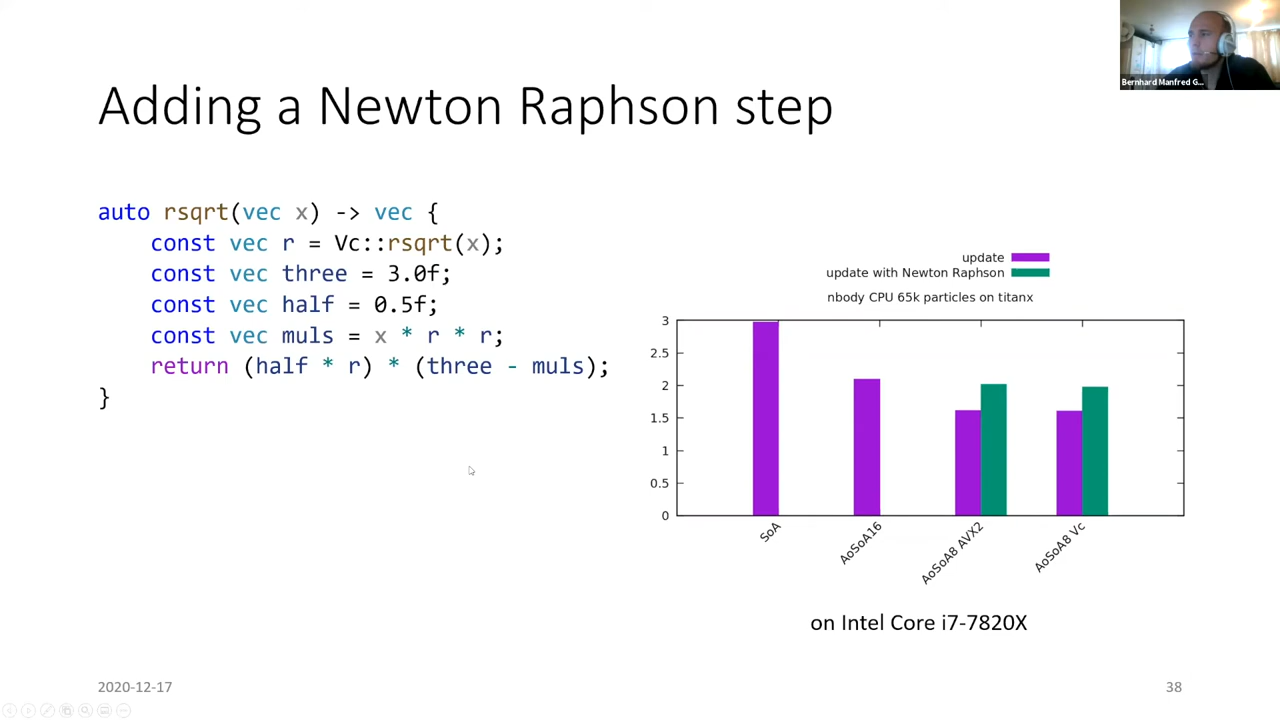 Bernhard Manfred G...
Adding a Newton Raphson step
auto rsqrt(vec x) -> vec {
const vec r = Vc::rsqrt(x);
const vec three = 3.0f;
const vec half = 0.5f;
const vec muls = x * r * r;
return (half * r) * (three - muls);
}
update
update with Newton Raphson
nbody CPU 65k particles on titanx
3
2.5
2
1.5
1
0.5
0
SoA
AoSoA16
AoSoA8 AVX2
AoSoA8 Vc
on Intel Core i7-7820X
2020-12-17
38